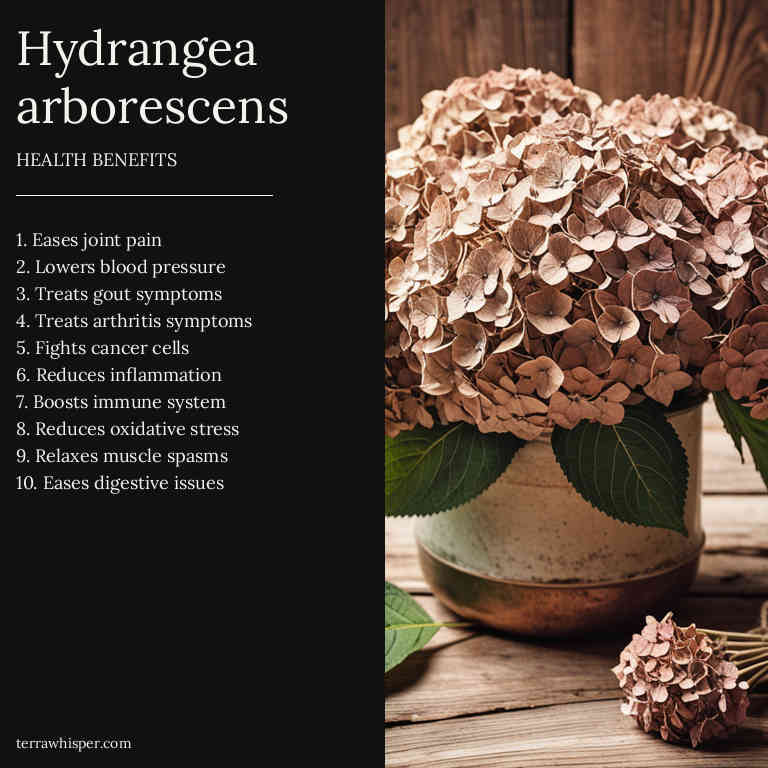 Hydrangea
arborescens
HEALTH BENEFITS
1. Eases joint pain
2. Lowers blood pressure
3. Treats gout symptoms
4. Treats arthritis symptoms
5. Fights cancer cells
6. Reduces inflammation
7. Boosts immune system
8. Reduces oxidative stress
9. Relaxes muscle spasms
10. Eases digestive issues
terrawhisper.com